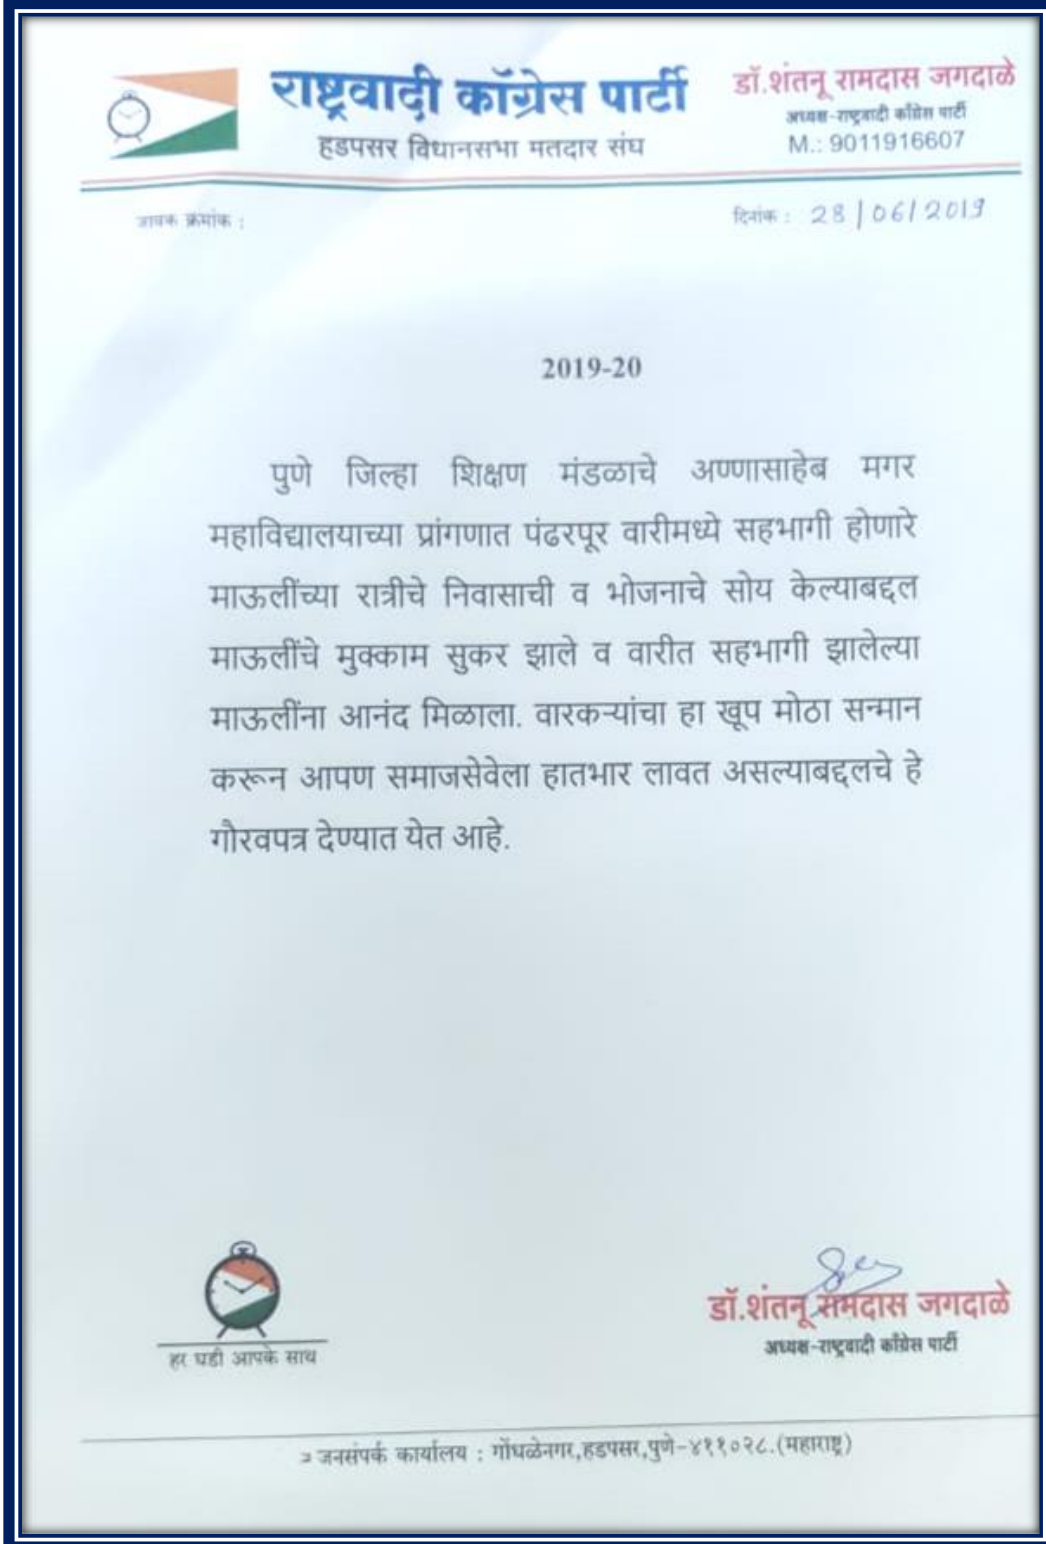 राष्ट्रवादी काँग्रेस पार्टी
हडपसर विधानसभा मतदार संघ
डॉ.शंतनू रामदास जगदाळे
अध्यक्ष-राष्ट्रवादी काँग्रेस पार्टी
M.: 9011916607
जावक क्रमांक :
दिनांक : 28/06/2019
2019-20
पुणे जिल्हा शिक्षण मंडळाचे अण्णासाहेब मगर
महाविद्यालयाच्या प्रांगणात पंढरपूर वारीमध्ये सहभागी होणारे
माऊलींच्या रात्रीचे निवासाची व भोजनाचे सोय केल्याबद्दल
माऊलींचे मुक्काम सुकर झाले व वारीत सहभागी झालेल्या
माऊलींना आनंद मिळाला. वारकऱ्यांचा हा खूप मोठा सन्मान
करून आपण समाजसेवेला हातभार लावत असल्याबद्दलचे हे
गौरवपत्र देण्यात येत आहे.
हर घडी आपके साथ
डॉ.शंतनू रामदास जगदाळे
अध्यक्ष-राष्ट्रवादी काँग्रेस पार्टी
जनसंपर्क कार्यालय : गोंधळेनगर,हडपसर,पुणे-४११०२८.(महाराष्ट्र)